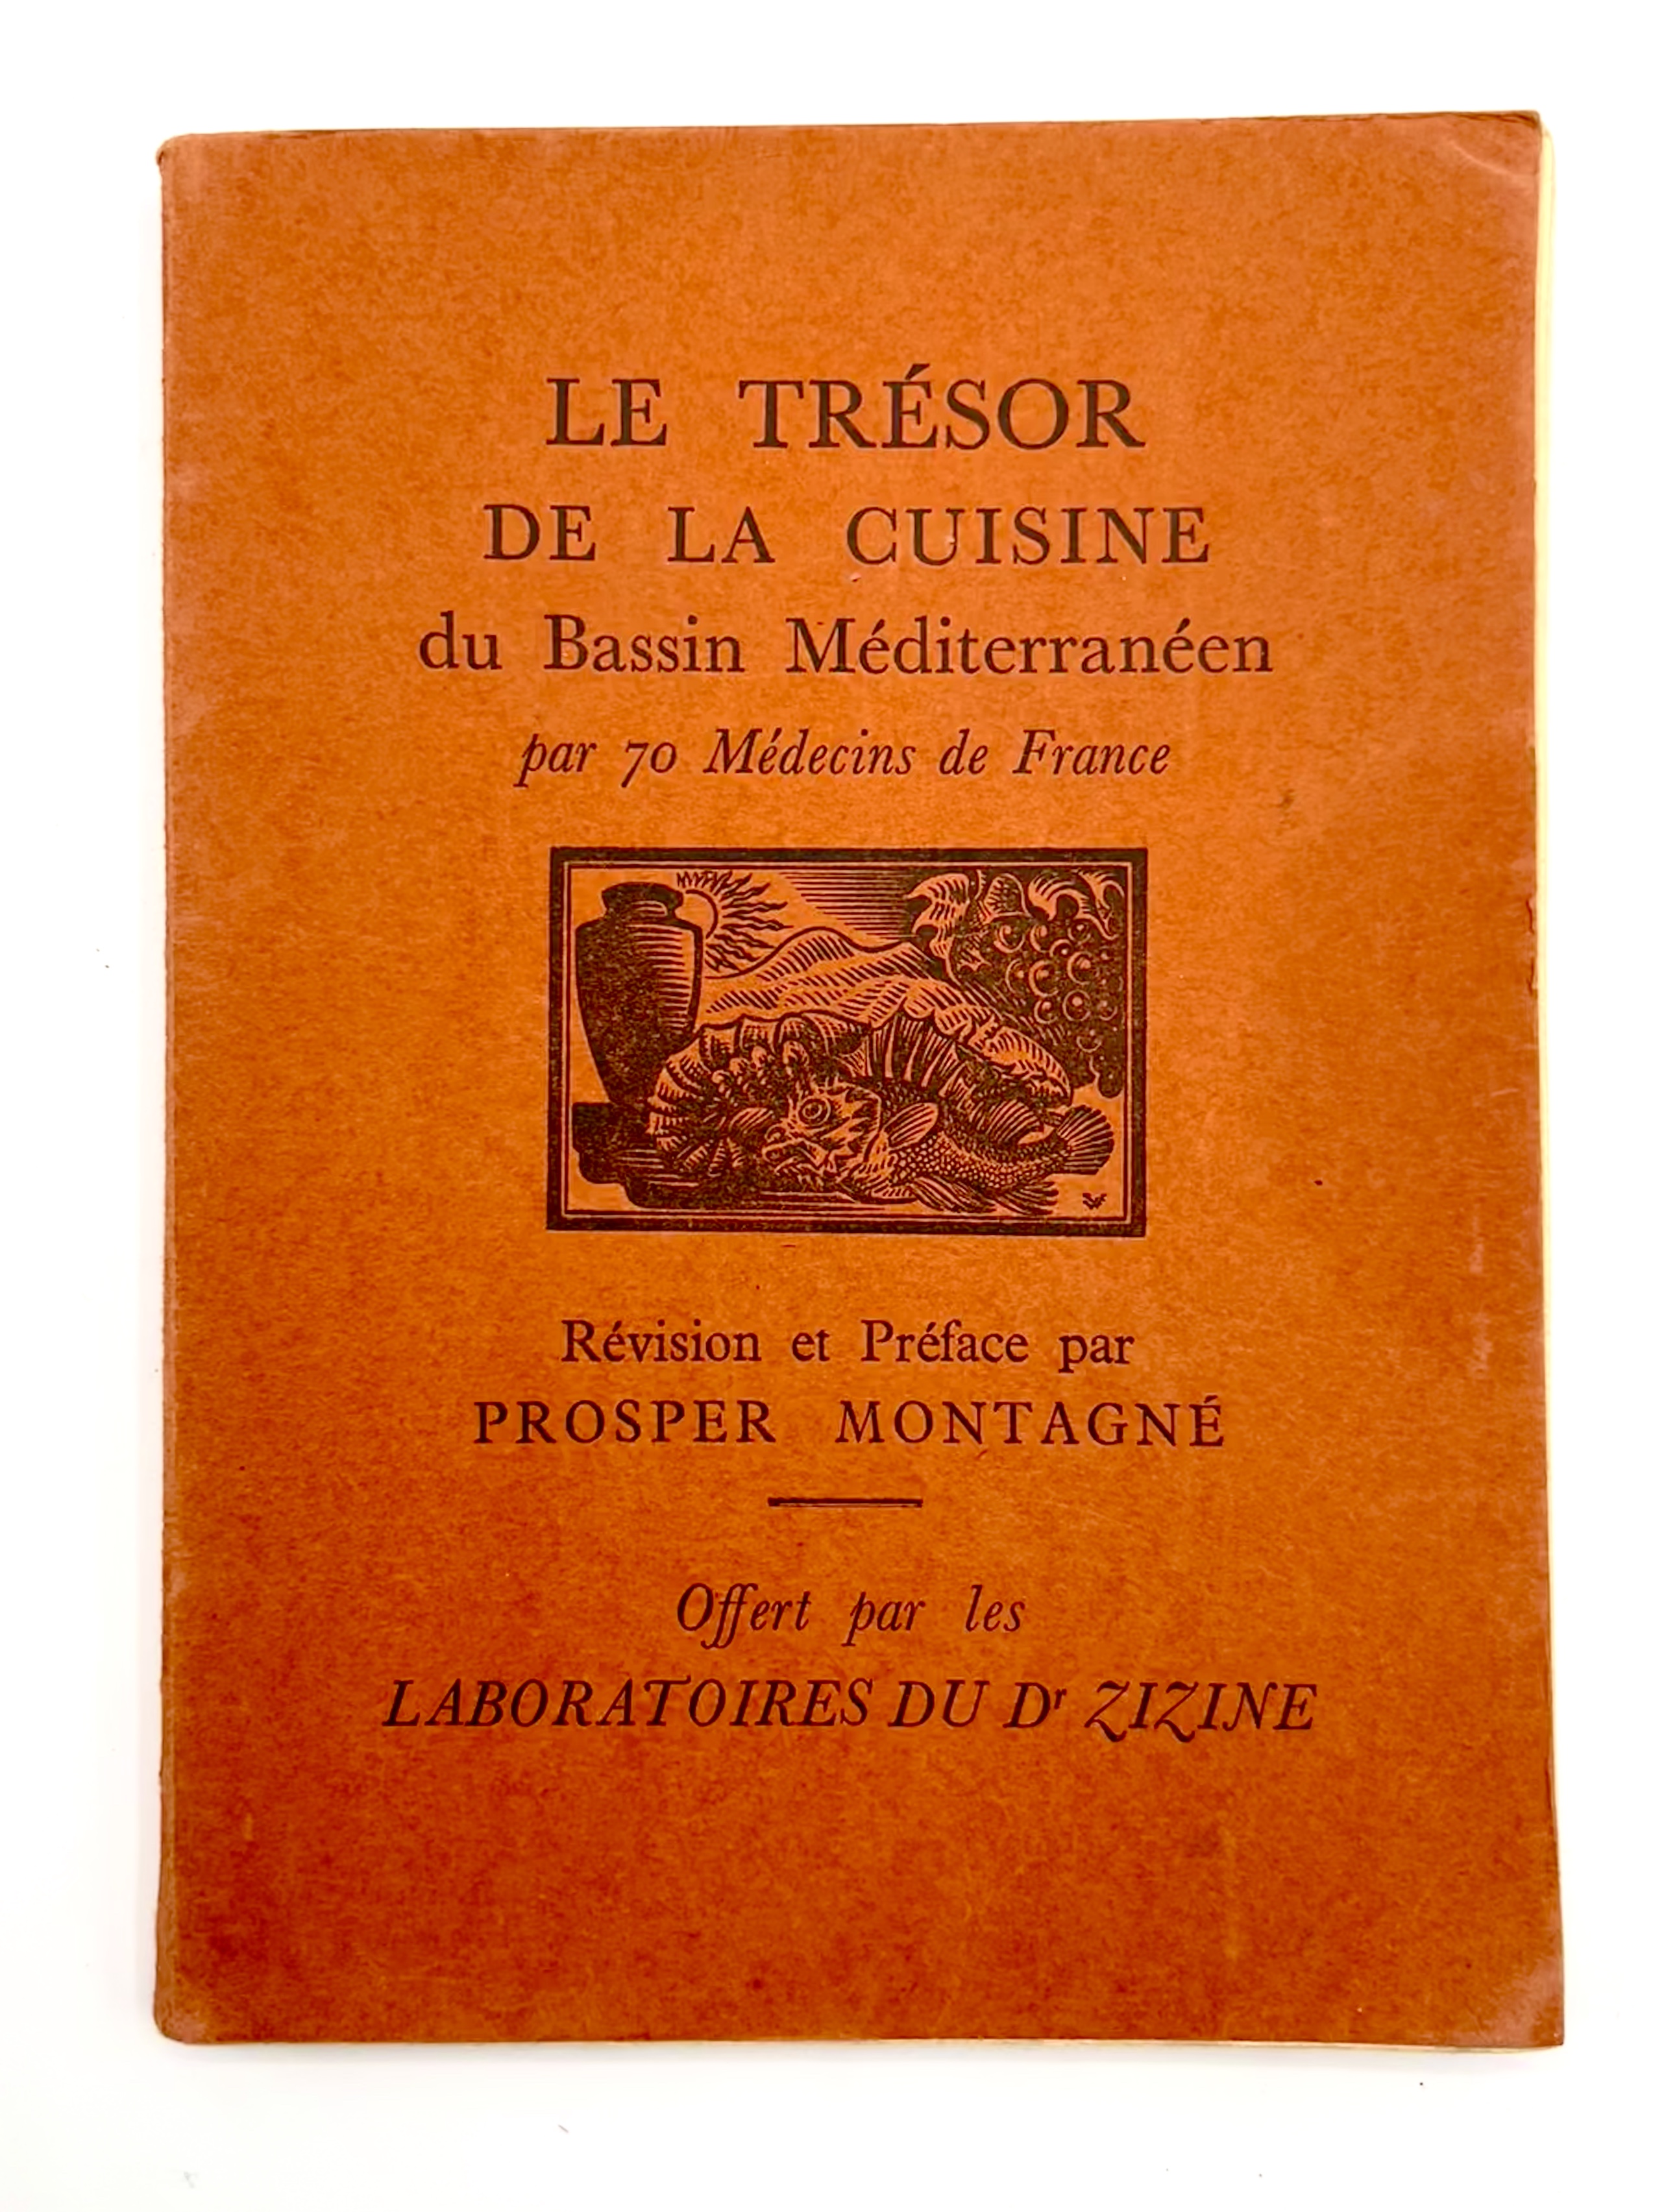 LE TRÉSOR
DE LA CUISINE
du Bassin Méditerranéen
par 70 Médecins de France
Révision et Préface par
PROSPER MONTAGNÉ
Offert par les
LABORATOIRES DU Dr ZIZINE